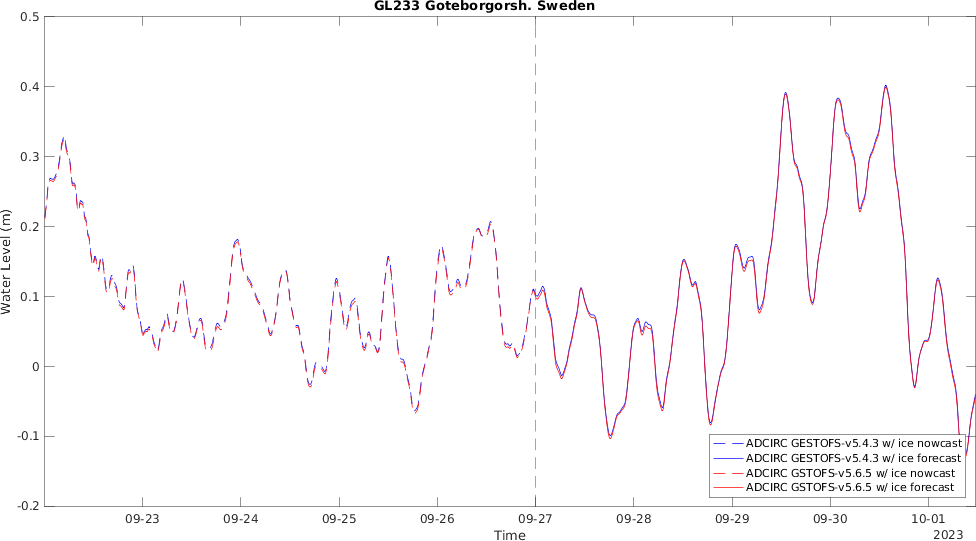 GL233 Goteborgorsh. Sweden
0.5
0.4
0.3
0.2
0.1
0
-0.1
-0.2
Water Level (m)
ADCIRC GESTOFS-v5.4.3 w/ ice nowcast
ADCIRC GESTOFS-v5.4.3 w/ ice forecast
ADCIRC GSTOFS-v5.6.5 w/ ice nowcast
ADCIRC GSTOFS-v5.6.5 w/ ice forecast
09-23 09-24 09-25 09-26 09-27 09-28 09-29 09-30 10-01
Time
2023